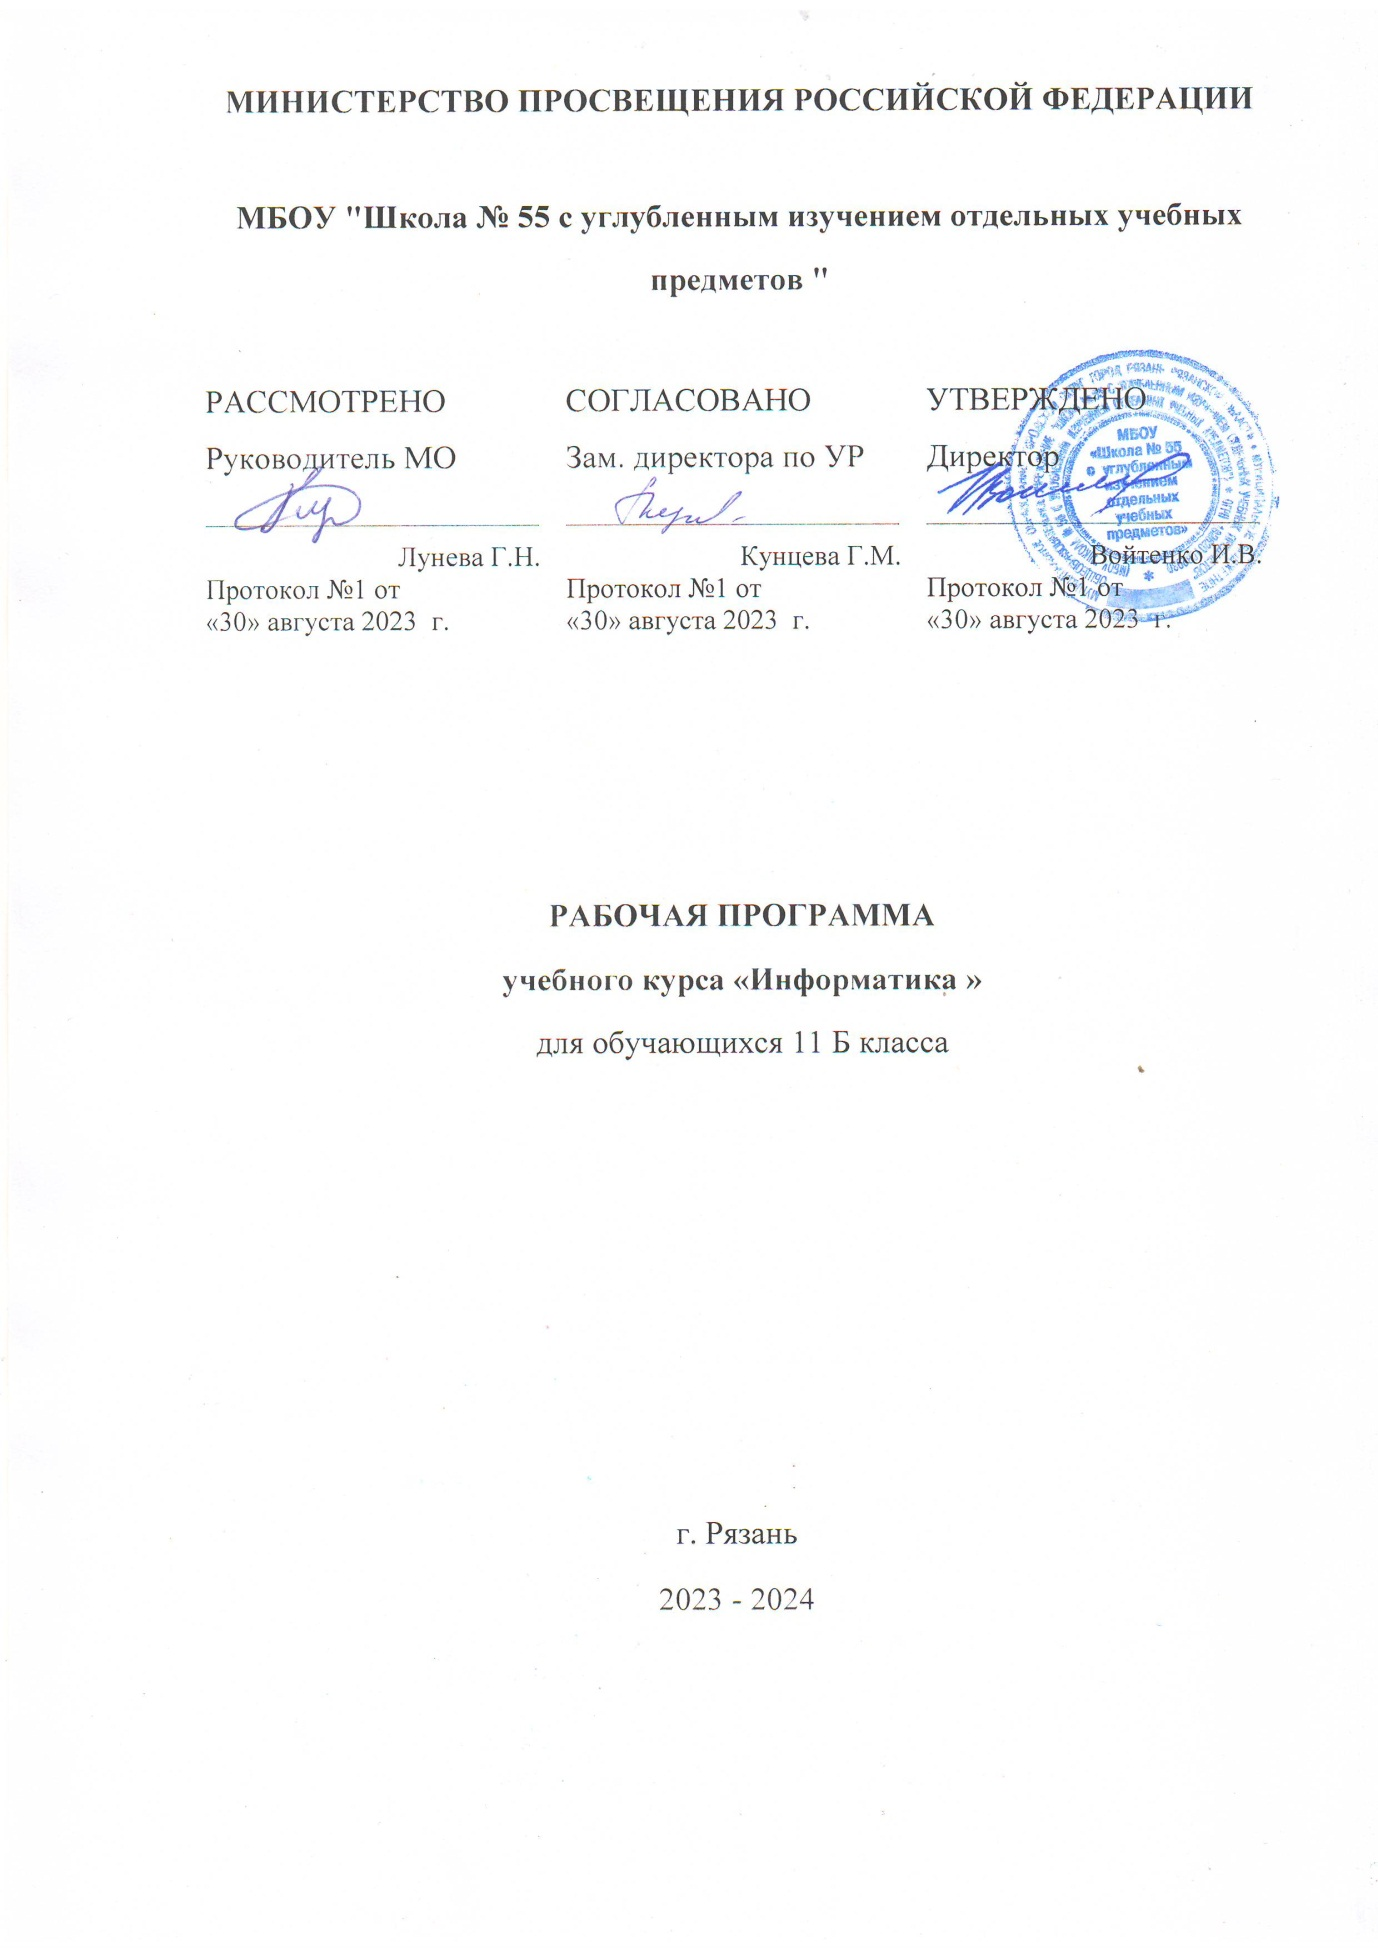 МИНИСТЕРСТВО ПРОСВЕЩЕНИЯ РОССИЙСКОЙ ФЕДЕРАЦИИ
МБОУ "Школа № 55 с углубленным изучением отдельных учебных
предметов "
РАССМОТРЕНО
Руководитель МО
Лунева Г.Н.
Протокол №1 от
«30» августа 2023 г.
СОГЛАСОВАНО
Зам. директора по УР
Кунцева Г.М.
Протокол №1 от
«30» августа 2023 г.
УТВЕРЖДЕНО
Директор
Войтенко И.В.
Протокол №1 от
«30» августа 2023 г.
МБОУ
«Школа № 55
с углубленным
изучением
отдельных
учебных
предметов»
РАБОЧАЯ ПРОГРАММА
учебного курса «Информатика »
для обучающихся 11 Б класса
г. Рязань
2023 - 2024